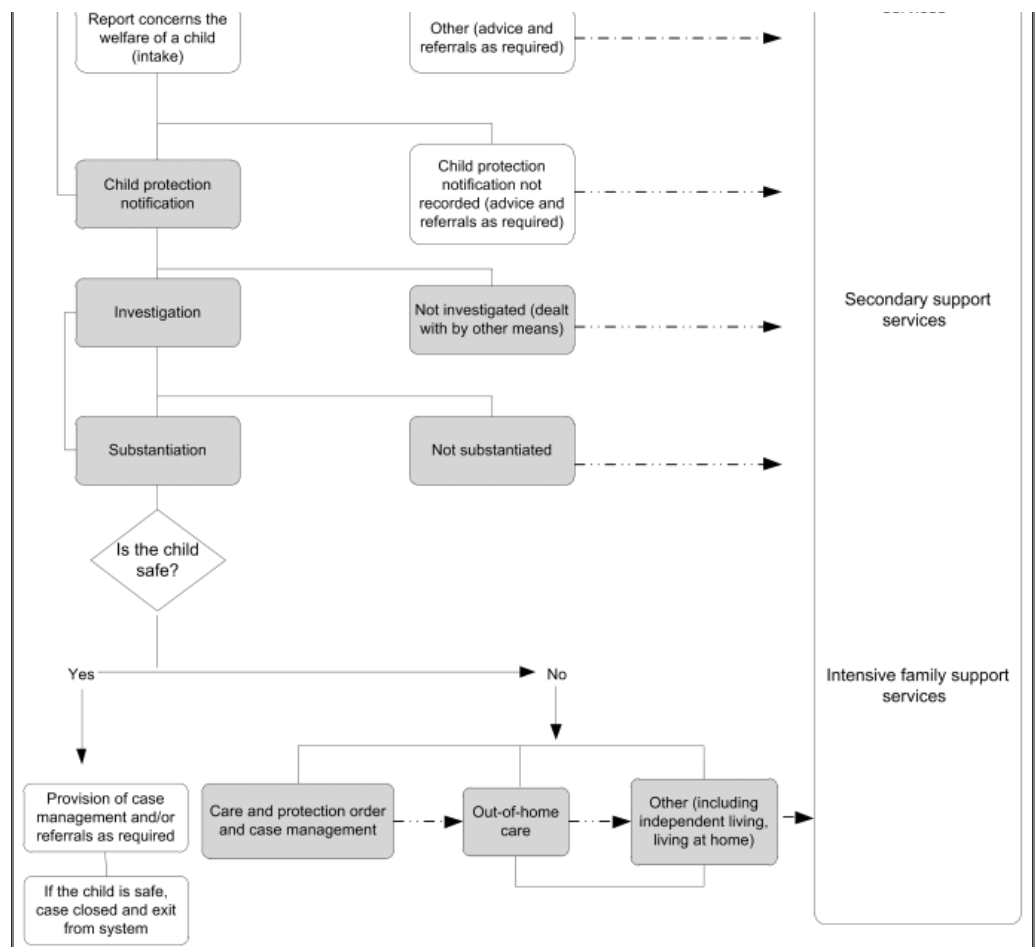 Report concerns the
welfare of a child
(intake)
Other (advice and
referrals as required)
Child protection
notification
Child protection
notification not
recorded (advice and
referrals as required)
Investigation
Not investigated (dealt
with by other means)
Secondary support
services
Substantiation
Not substantiated
Is the child
safe?
Yes
No
Intensive family support
services
Provision of case
management and/or
referrals as required
Care and protection order
and case management
Out-of-home
care
Other (including
independent living,
living at home)
If the child is safe,
case closed and exit
from system